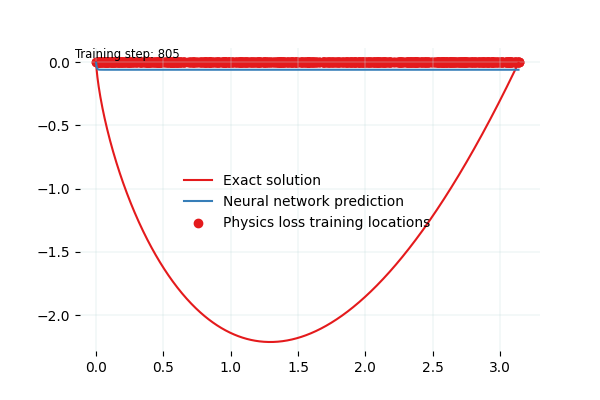 Training step: 805
0.0
−0.5
−1.0
−1.5
−2.0
Exact solution
Neural network prediction
Physics loss training locations
0.0 0.5 1.0 1.5 2.0 2.5 3.0